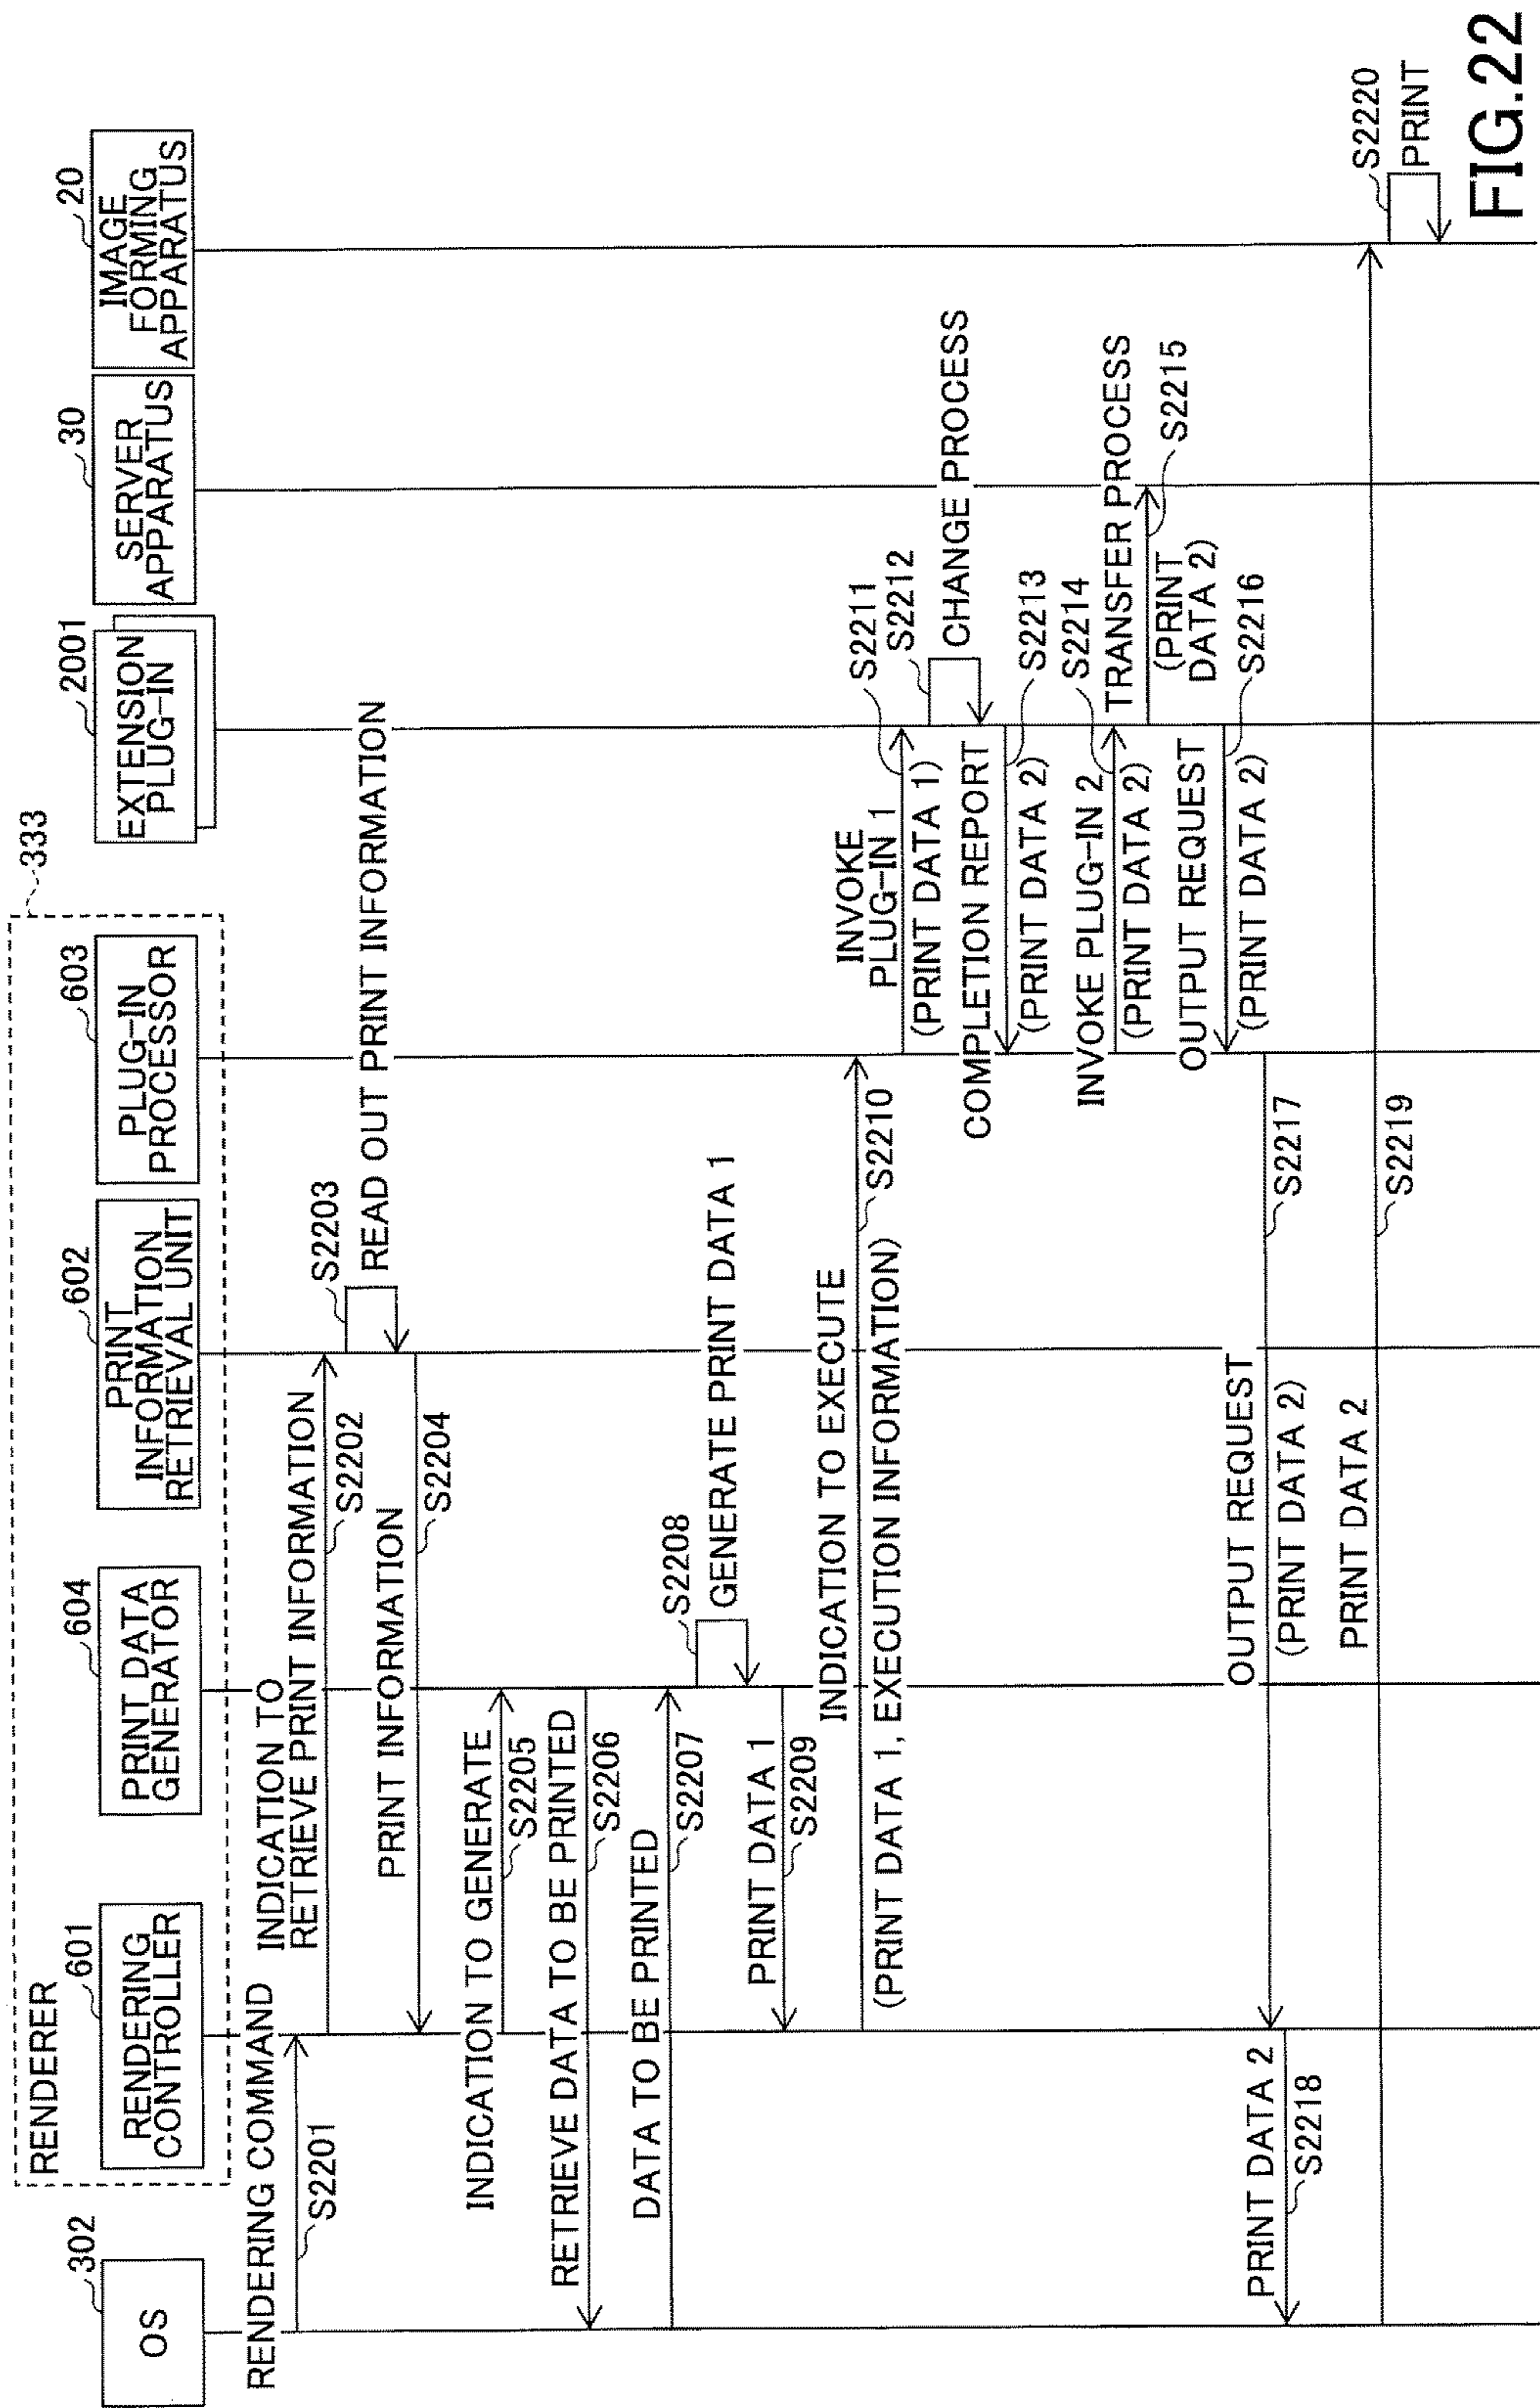 RENDERER
333
302
OS
601
RENDERING
CONTROLLER
604
PRINT DATA
GENERATOR
602
PRINT
INFORMATION
RETRIEVAL UNIT
603
PLUG-IN
PROCESSOR
2001
EXTENSION
PLUG-IN
30
SERVER
APPARATUS
20
IMAGE
FORMING
APPARATUS
RENDERING COMMAND
S2201
INDICATION TO
RETRIEVE PRINT INFORMATION
S2202
S2203
READ OUT PRINT INFORMATION
PRINT INFORMATION
S2204
INDICATION TO GENERATE
S2205
RETRIEVE DATA TO BE PRINTED
S2206
DATA TO BE PRINTED
S2207
S2208
GENERATE PRINT DATA 1
PRINT DATA 1
S2209
INDICATION TO EXECUTE
S2210
(PRINT DATA 1, EXECUTION INFORMATION)
INVOKE
PLUG-IN 1
(PRINT DATA 1)
S2211
S2212
CHANGE PROCESS
COMPLETION REPORT
(PRINT DATA 2)
S2213
INVOKE PLUG-IN 2
(PRINT DATA 2)
S2214
TRANSFER PROCESS
(PRINT
DATA 2)
S2215
OUTPUT REQUEST
(PRINT DATA 2)
S2216
OUTPUT REQUEST
(PRINT DATA 2)
S2217
PRINT DATA 2
S2218
PRINT DATA 2
S2219
S2220
PRINT
FIG.22